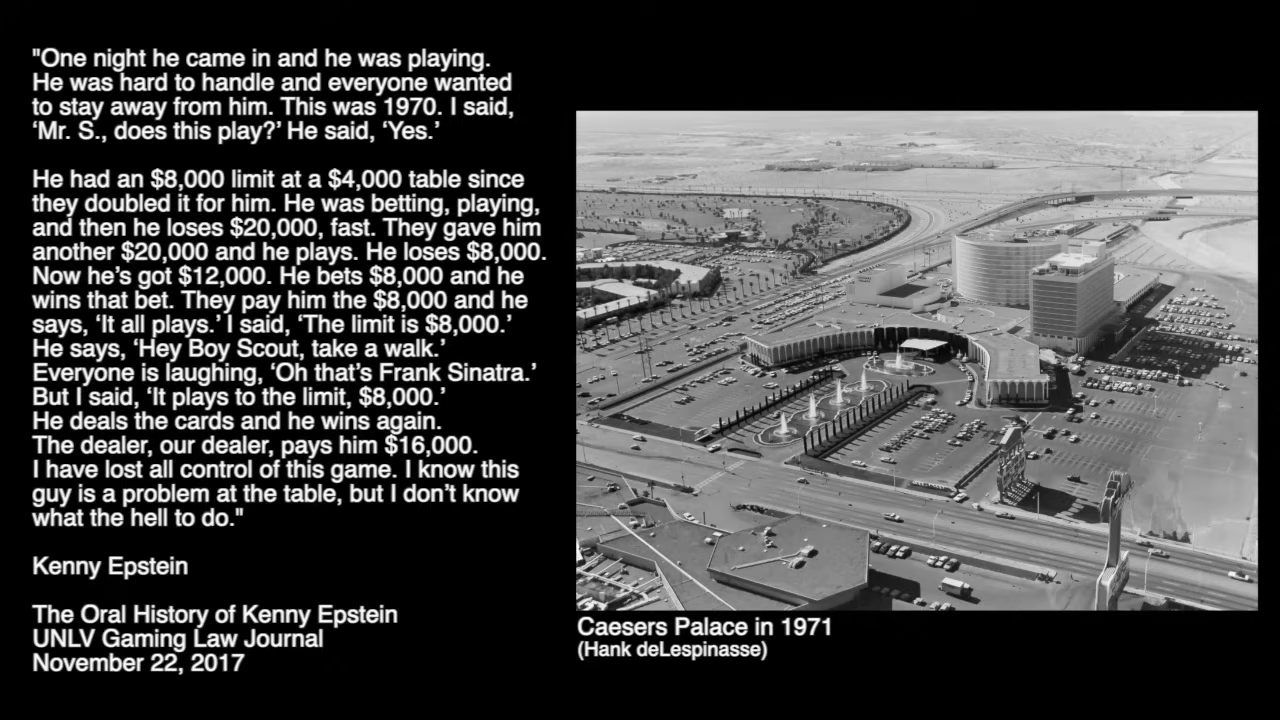 "One night he came in and he was playing.
He was hard to handle and everyone wanted
to stay away from him. This was 1970. I said,
‘Mr. S., does this play?’ He said, ‘Yes.’
He had an $8,000 limit at a $4,000 table since
they doubled it for him. He was betting, playing,
and then he loses $20,000, fast. They gave him
another $20,000 and he plays. He loses $8,000.
Now he’s got $12,000. He bets $8,000 and he
wins that bet. They pay him the $8,000 and he
says, ‘It all plays.’ I said, ‘The limit is $8,000.’
He says, ‘Hey Boy Scout, take a walk.’
Everyone is laughing, ‘Oh that’s Frank Sinatra.’
But I said, ‘It plays to the limit, $8,000.’
He deals the cards and he wins again.
The dealer, our dealer, pays him $16,000.
I have lost all control of this game. I know this
guy is a problem at the table, but I don’t know
what the hell to do."
Kenny Epstein
The Oral History of Kenny Epstein
UNLV Gaming Law Journal
November 22, 2017
Caesers Palace in 1971
(Hank deLespinasse)